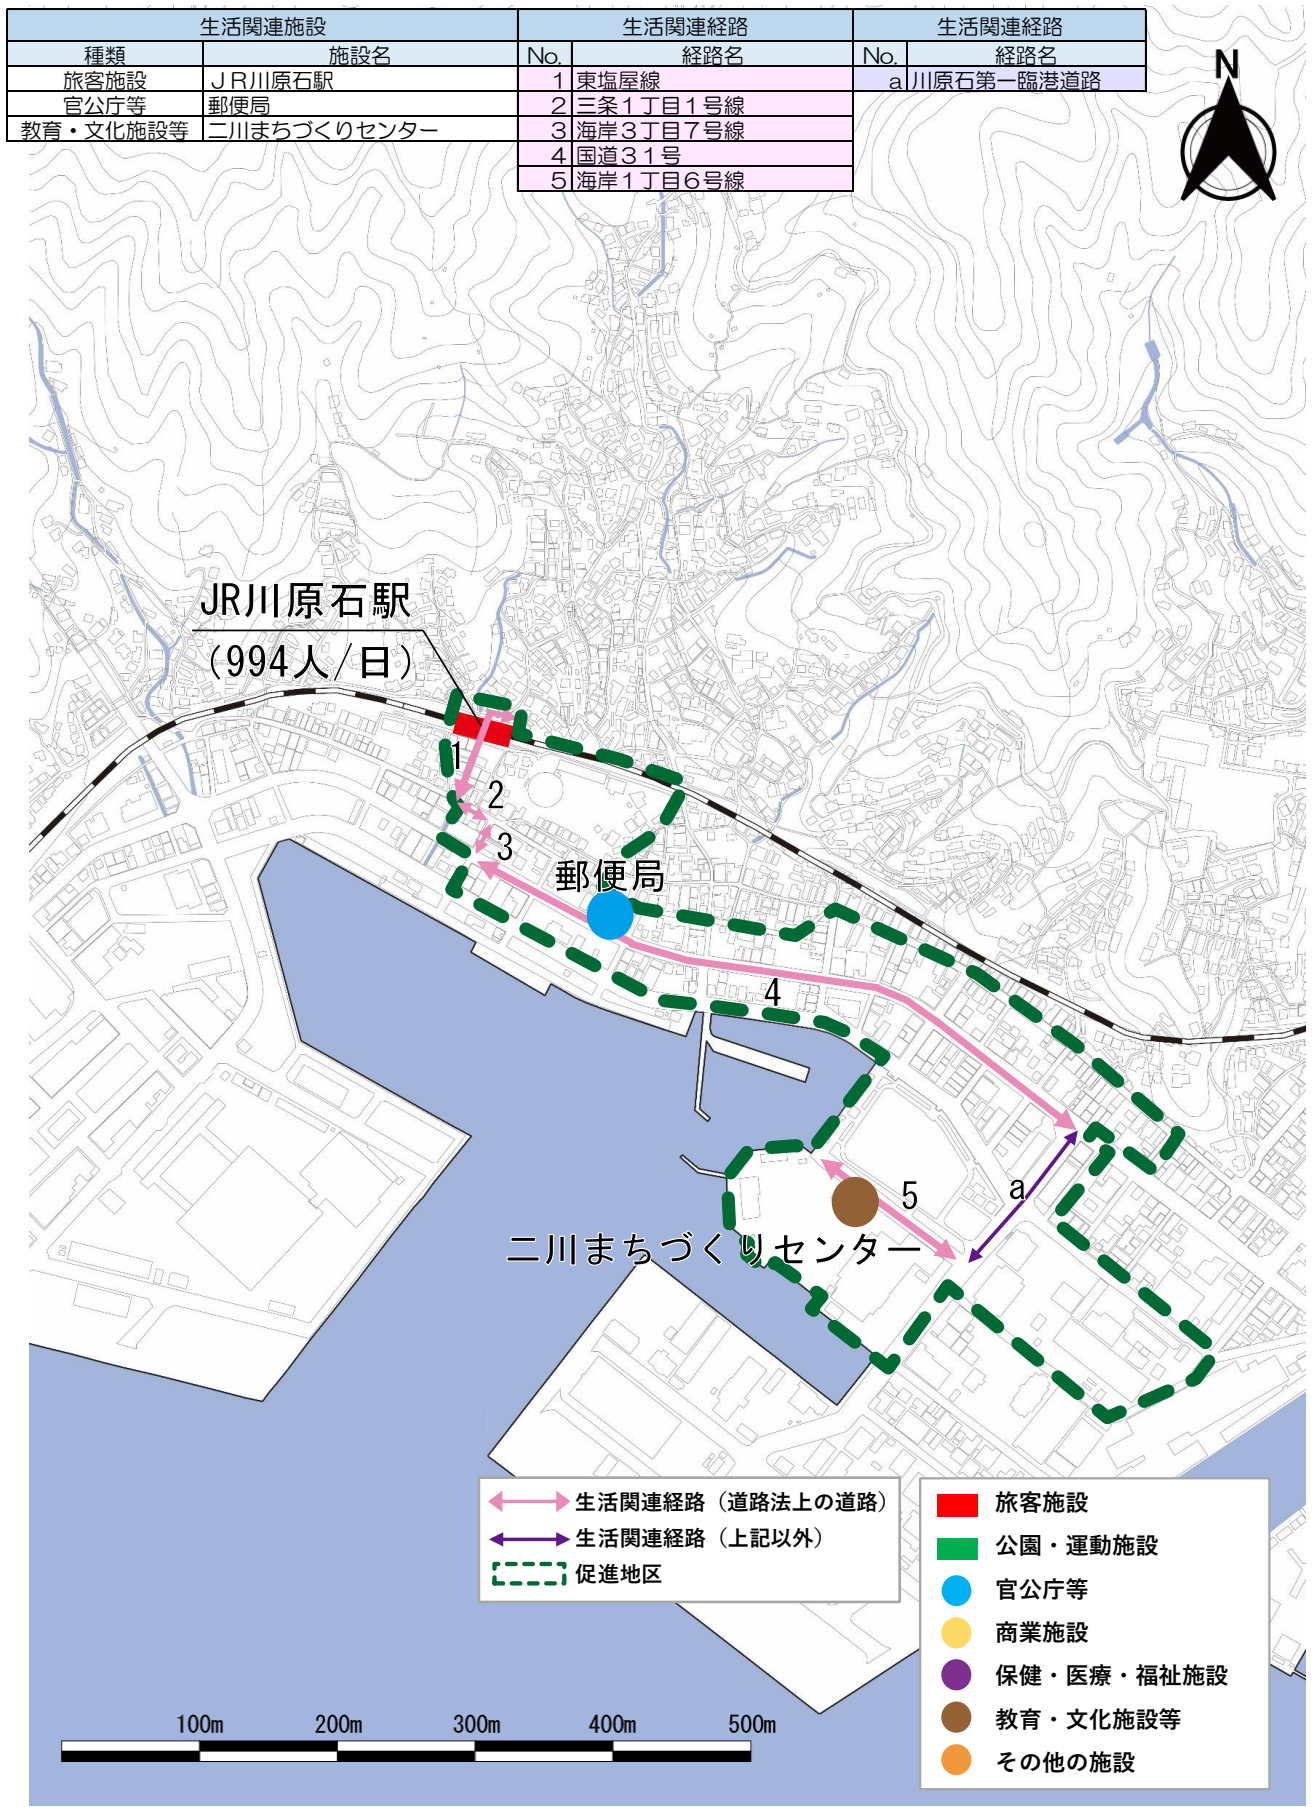 生活関連施設 生活関連経路 生活関連経路
種類 施設名 No. 経路名 No. 経路名
旅客施設 ＪＲ川原石駅 1 東塩屋線 a 川原石第一臨港道路
官公庁等 郵便局 2 三条１丁目１号線
教育・文化施設等 二川まちづくりセンター 3 海岸３丁目７号線
4 国道３１号
5 海岸１丁目６号線
N
JR川原石駅
(994人/日)
1
2
3
郵便局
4
5
a
二川まちづくりセンター
生活関連経路（道路法上の道路）
生活関連経路（上記以外）
促進地区
旅客施設
公園・運動施設
官公庁等
商業施設
保健・医療・福祉施設
教育・文化施設等
その他の施設
100m 200m 300m 400m 500m